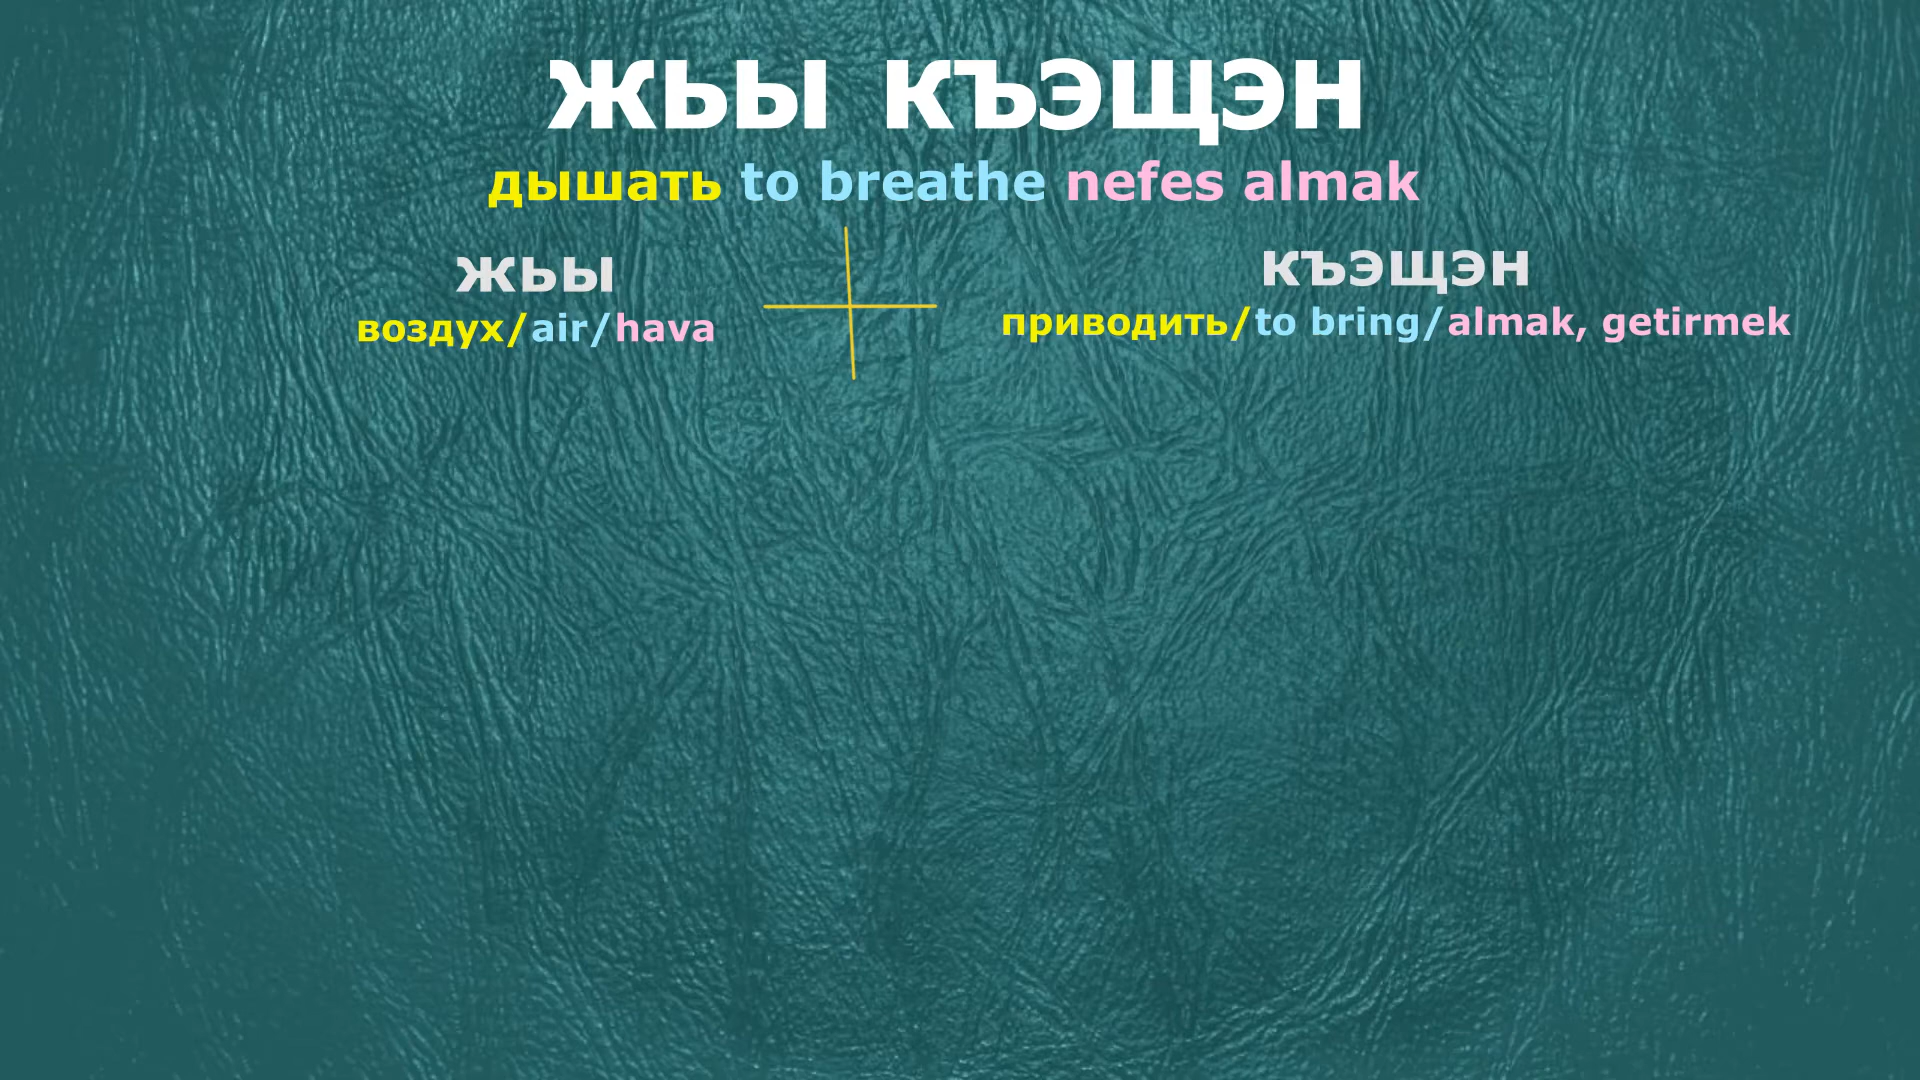 жьы къэщэн
дышать to breathe nefes almak
жьы
воздух/air/hava
къэщэн
приводить/to bring/almak, getirmek